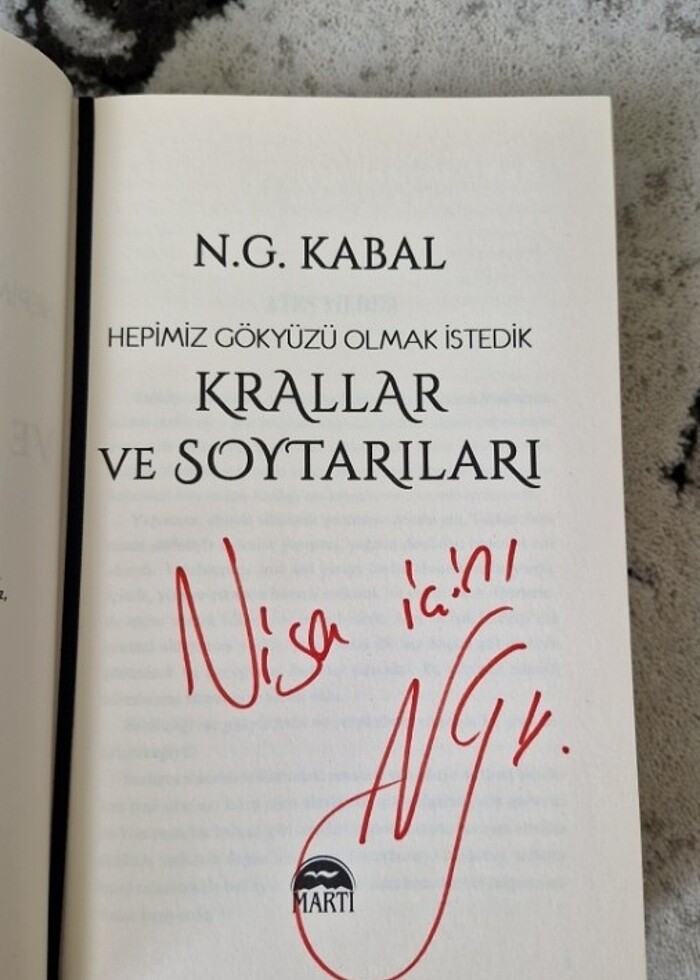 N.G. KABAL
HEPİMİZ GÖKYÜZÜ OLMAK İSTEDİK
KRALLAR
VE SOYTARILARI
Nisa için!
NGK.
MARTI